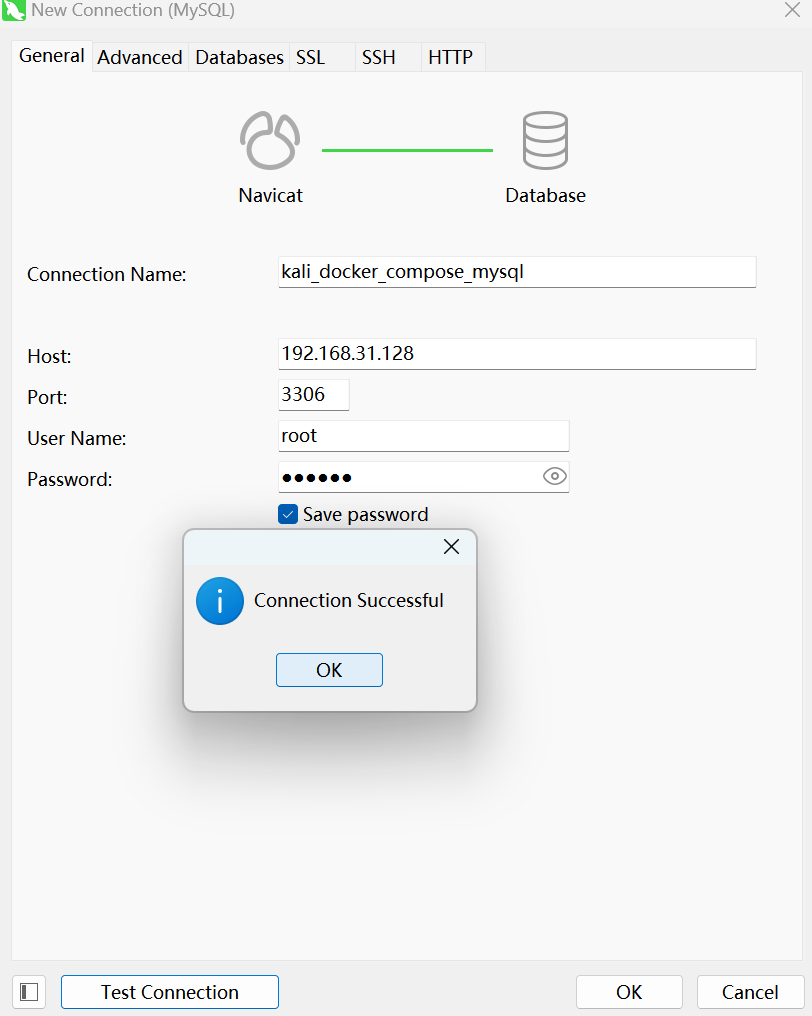 New Connection (MySQL)
General Advanced Databases SSL SSH HTTP
Navicat Database
Connection Name: kali_docker_compose_mysql
Host: 192.168.31.128
Port: 3306
User Name: root
Password: ●●●●●●
Save password
Connection Successful
OK
Test Connection OK Cancel